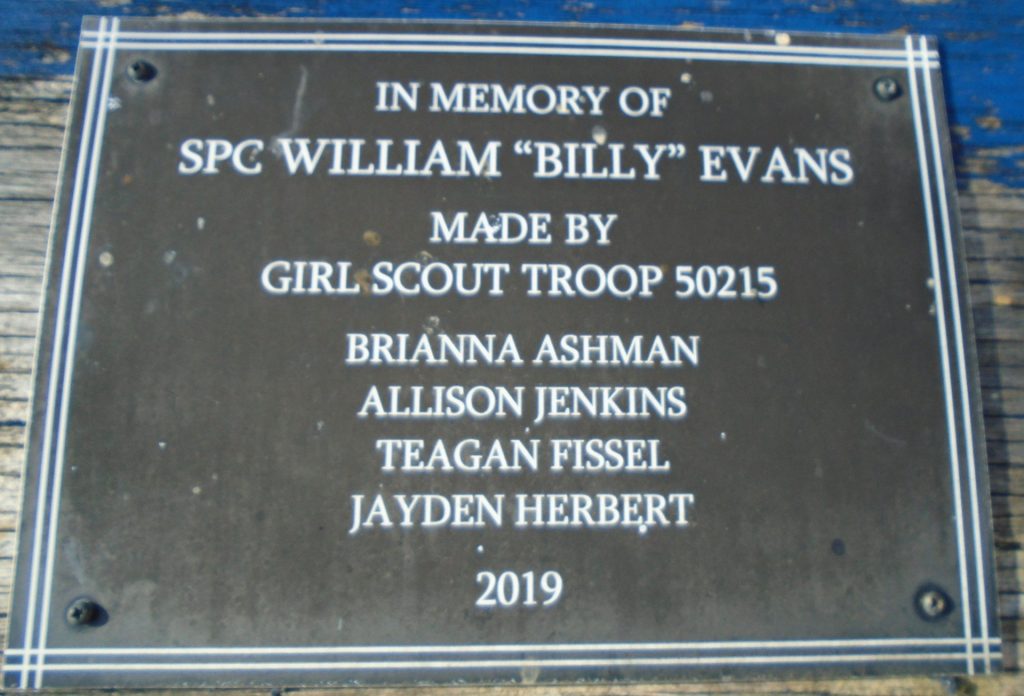 IN MEMORY OF
SPC WILLIAM “BILLY” EVANS
MADE BY
GIRL SCOUT TROOP 50215
BRIANNA ASHMAN
ALLISON JENKINS
TEAGAN FISSEL
JAYDEN HERBERT
2019